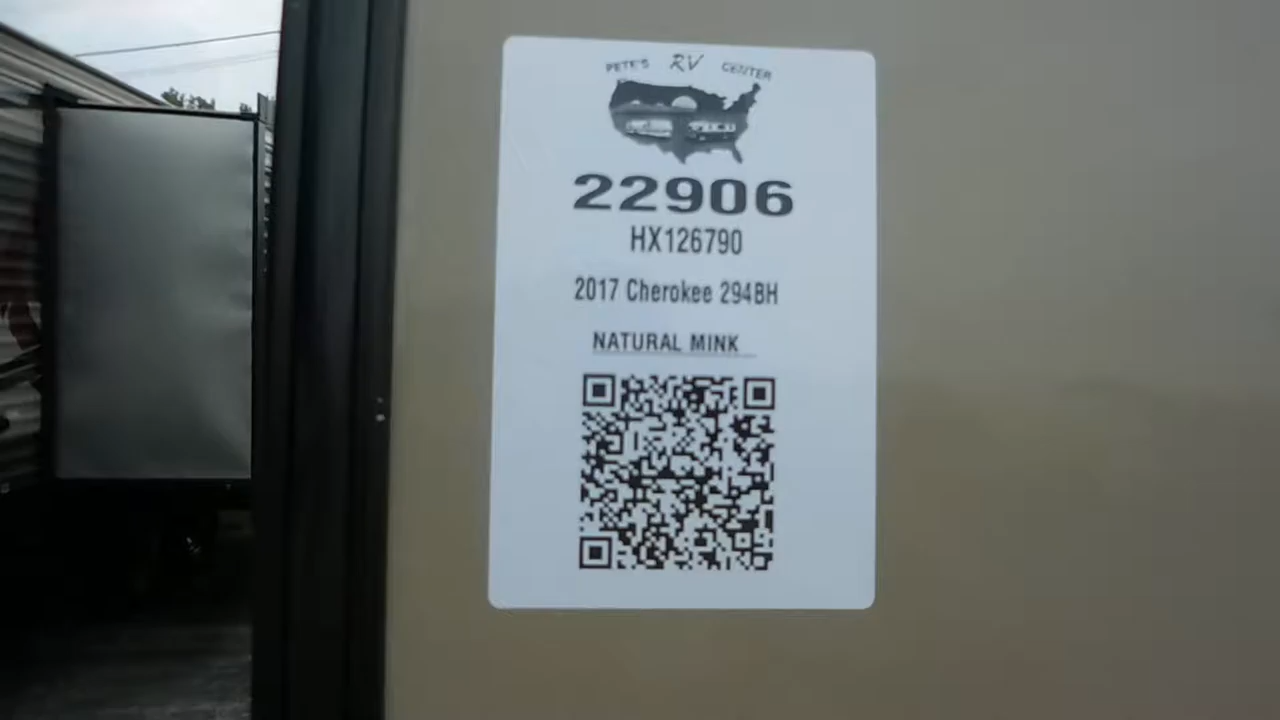 PETE'S RV CENTER
22906
HX126790
2017 Cherokee 294BH
NATURAL MINK